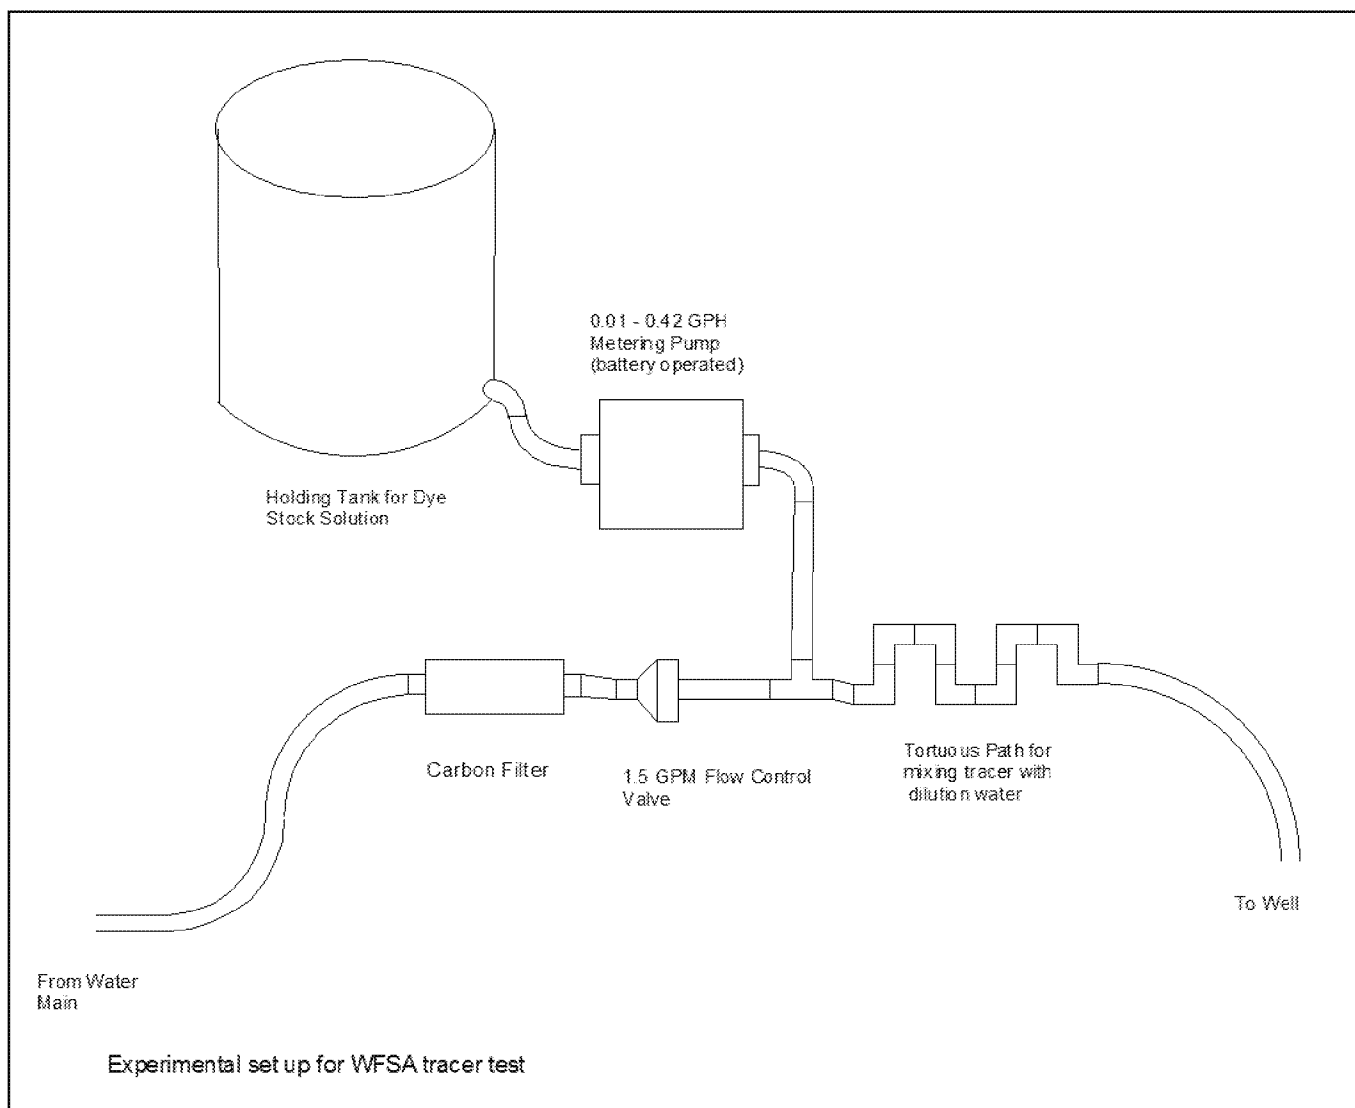 0.01 - 0.42 GPH
Metering Pump
(battery operated)
Holding Tank for Dye
Stock Solution
Carbon Filter
1.5 GPM Flow Control
Valve
Tortuous Path for
mixing tracer with
dilution water
To Well
From Water
Main
Experimental set up for WFSA tracer test